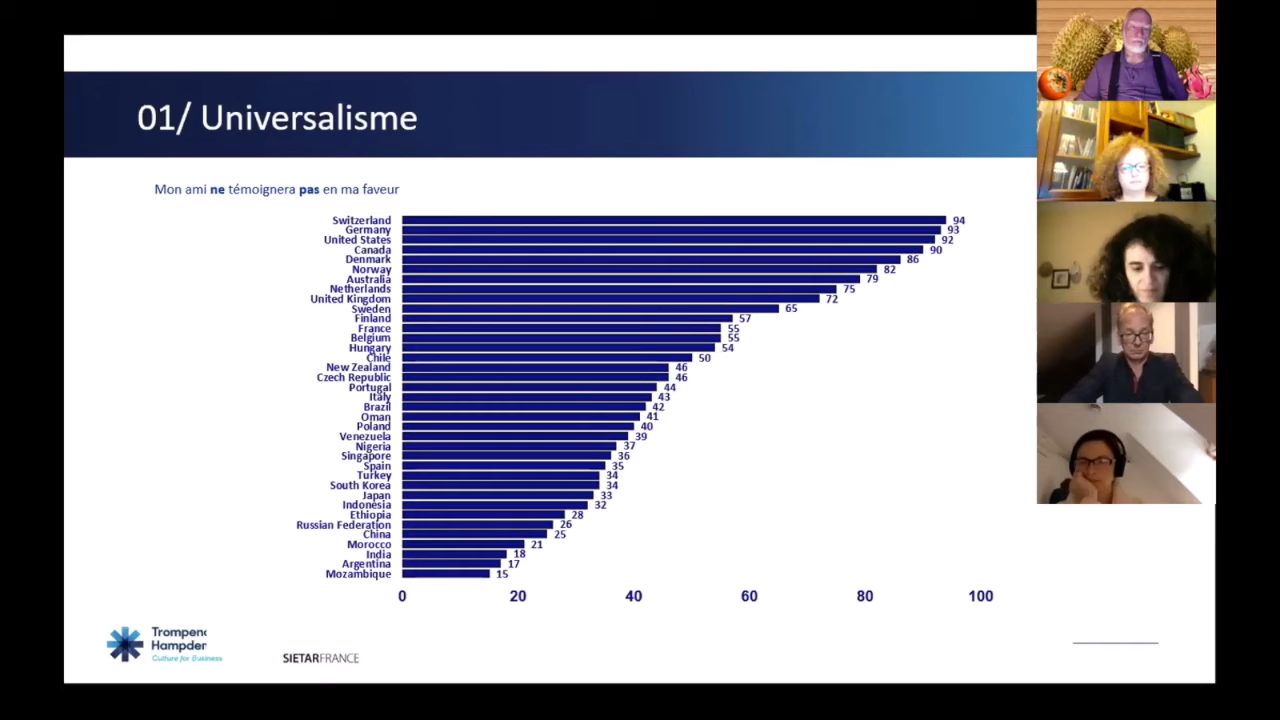 01/ Universalisme
Mon ami ne témoignera pas en ma faveur
Switzerland 94
Germany 93
United States 92
Canada 90
Denmark 86
Norway 82
Australia 79
Netherlands 75
United Kingdom 72
Sweden 65
Finland 57
France 55
Belgium 55
Hungary 54
Chile 50
New Zealand 46
Czech Republic 46
Portugal 44
Italy 43
Brazil 42
Oman 41
Poland 40
Venezuela 39
Nigeria 37
Singapore 36
Spain 35
Turkey 34
South Korea 34
Japan 33
Indonesia 32
Ethiopia 28
Russian Federation 26
China 25
Morocco 21
India 18
Argentina 17
Mozambique 15
0 20 40 60 80 100
Trompen
Hampder
Culture for Business
SIETARFRANCE